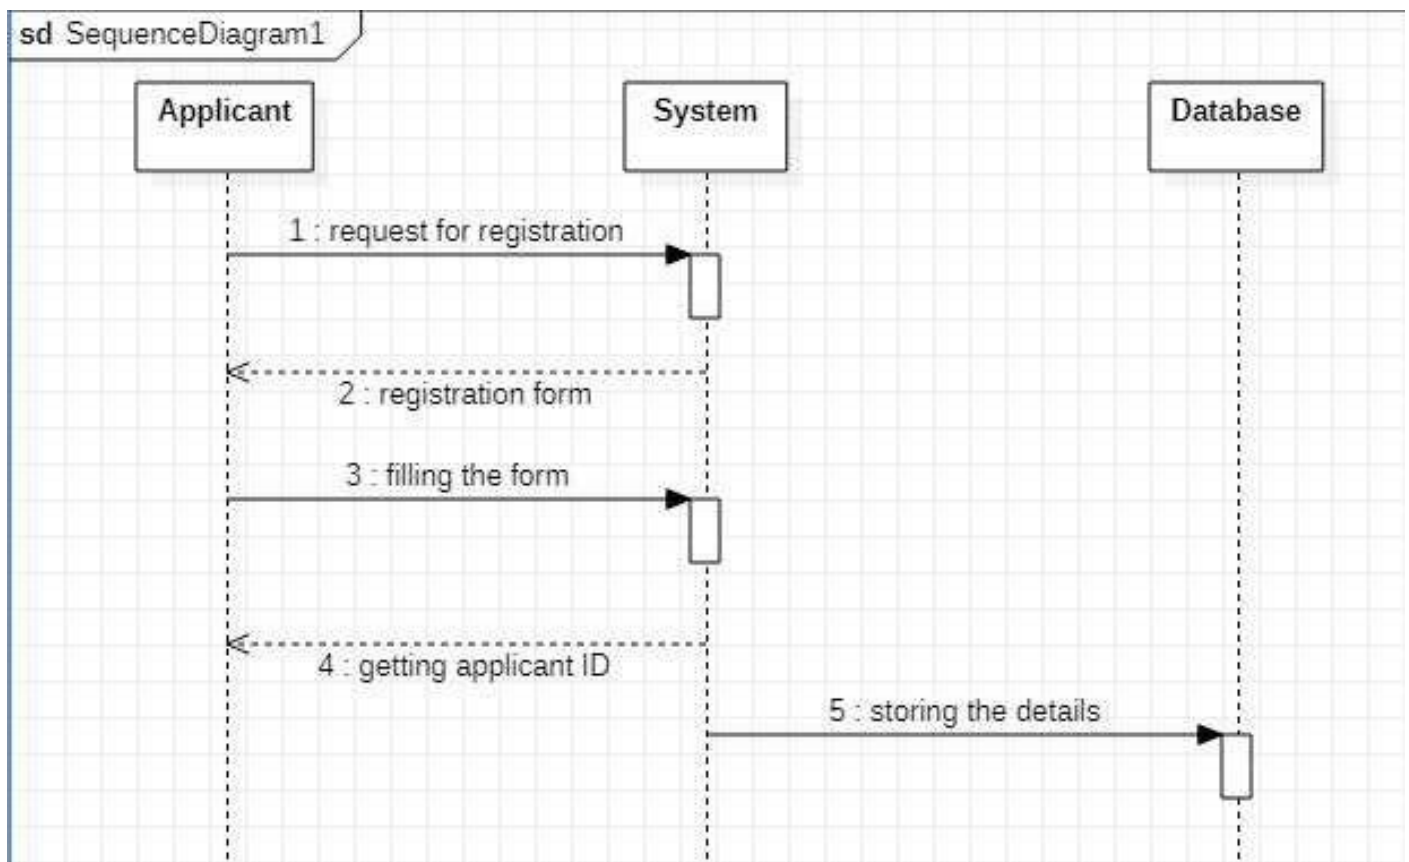 sd SequenceDiagram1
Applicant
System
Database
1 : request for registration
2 : registration form
3 : filling the form
4 : getting applicant ID
5 : storing the details